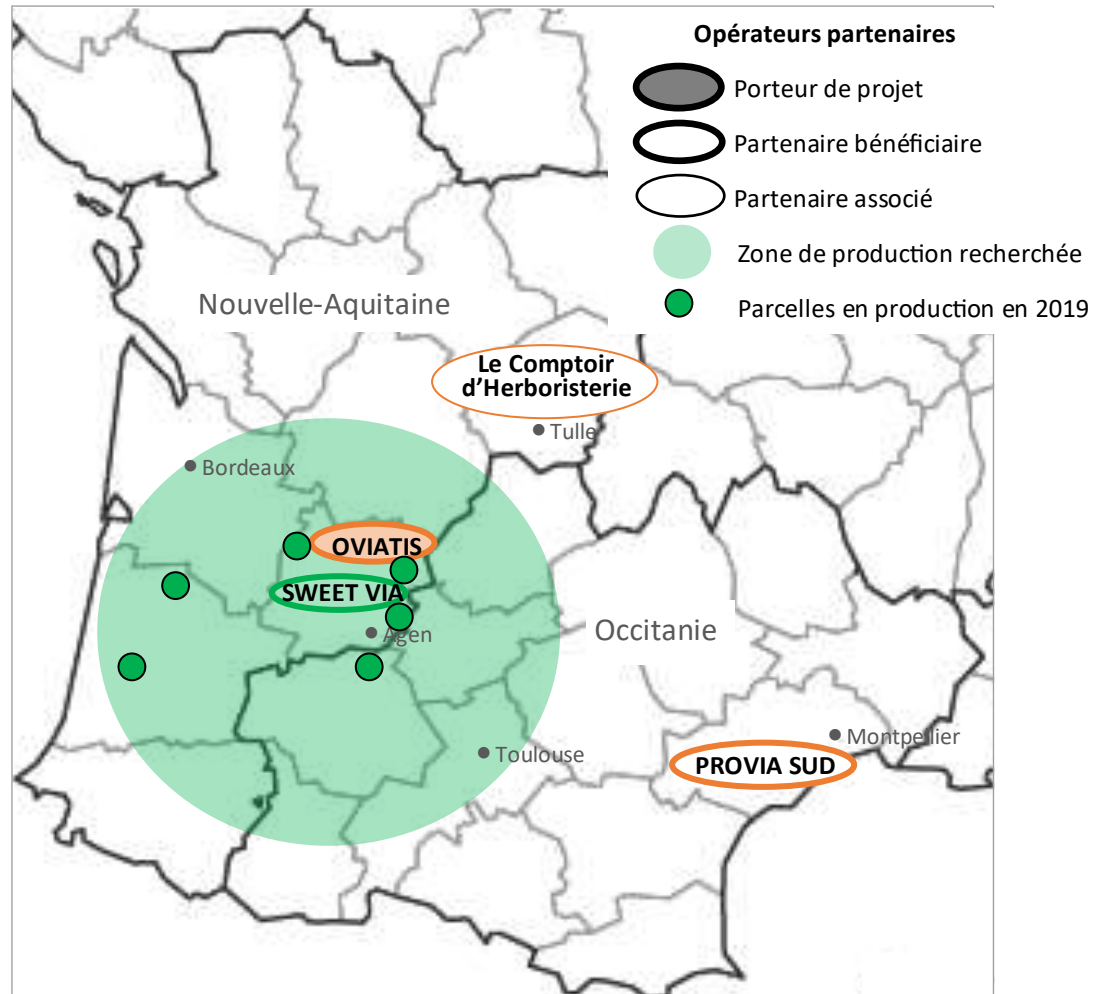 Opérateurs partenaires
Porteur de projet
Partenaire bénéficiaire
Partenaire associé
Zone de production recherchée
Parcelles en production en 2019
Nouvelle-Aquitaine
Le Comptoir
d’Herboristerie
Tulle
Bordeaux
OVIATIS
SWEET VIA
Agen
Occitanie
Toulouse
Montpellier
PROVIA SUD